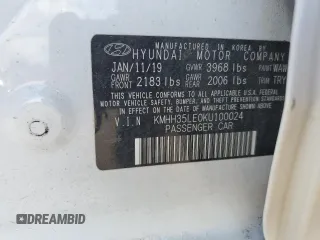 MANUFACTURED IN KOREA BY
HYUNDAI MOTOR COMPANY
JAN/11/19 GVWR 3968 lbs PAINT WAW
GAWR FRONT 2183 lbs GAWR REAR 2006 lbs TRIM TRY
THIS VEHICLE CONFORMS TO ALL APPLICABLE
U.S.A. FEDERAL MOTOR VEHICLE SAFETY, BUMPER,
AND THEFT PREVENTION STANDARDS IN EFFECT ON
THE DATE OF MANUFACTURE SHOWN ABOVE.
V.I.N KMHH35LE0KU100024
PASSENGER CAR
DREAMBID